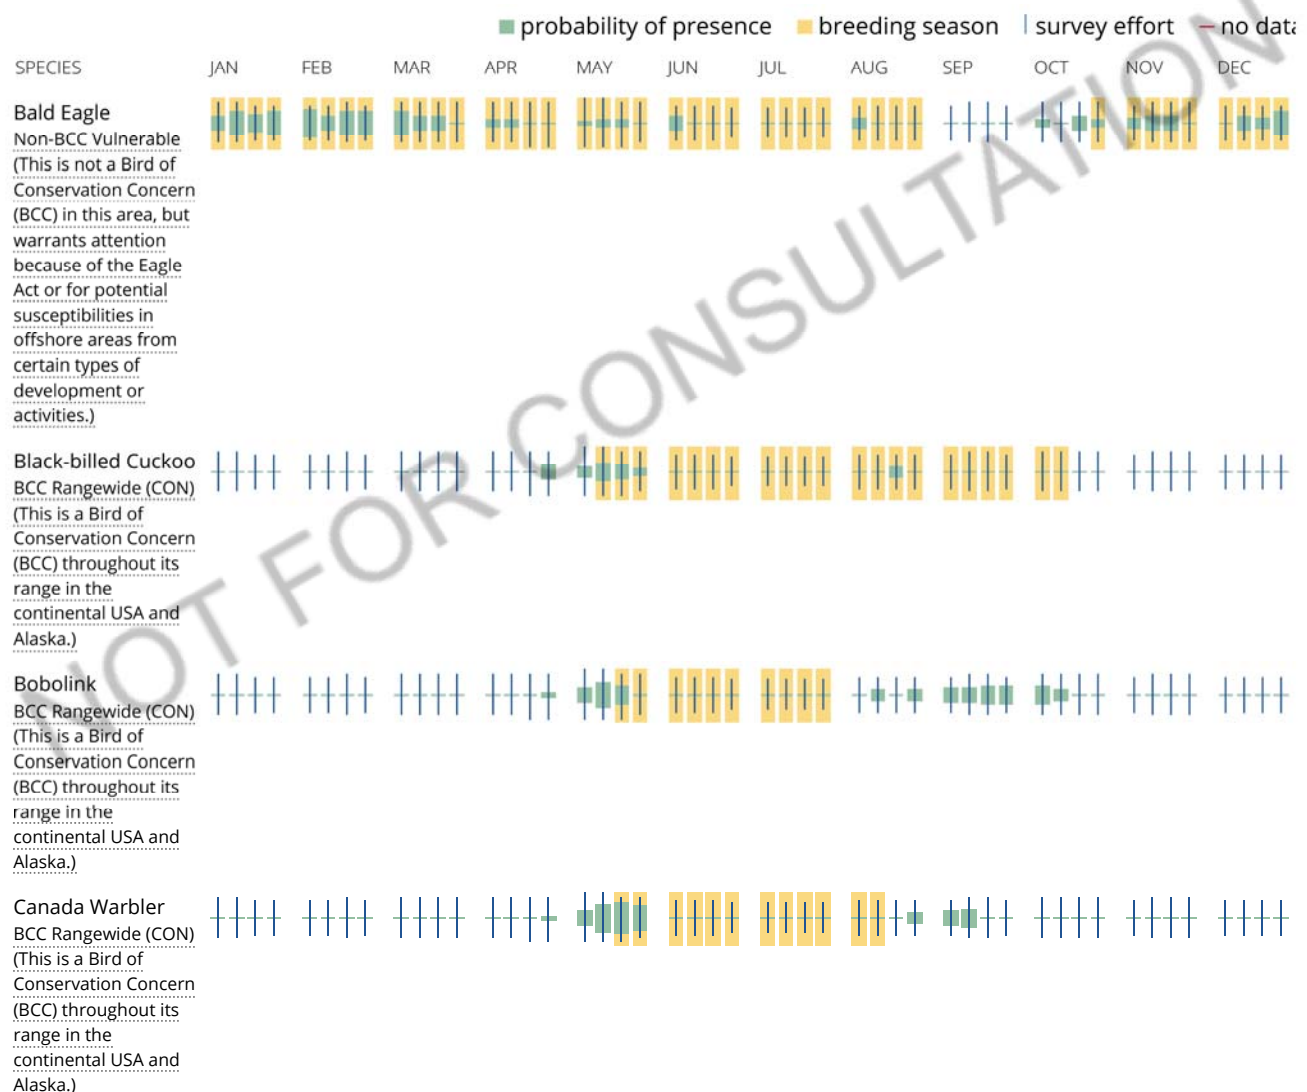 probability of presence breeding season survey effort no data
SPECIES JAN FEB MAR APR MAY JUN JUL AUG SEP OCT NOV DEC
Bald Eagle
Non-BCC Vulnerable
(This is not a Bird of
Conservation Concern
(BCC) in this area, but
warrants attention
because of the Eagle
Act or for potential
susceptibilities in
offshore areas from
certain types of
development or
activities.)
Black-billed Cuckoo
BCC Rangewide (CON)
(This is a Bird of
Conservation Concern
(BCC) throughout its
range in the
continental USA and
Alaska.)
Bobolink
BCC Rangewide (CON)
(This is a Bird of
Conservation Concern
(BCC) throughout its
range in the
continental USA and
Alaska.)
Canada Warbler
BCC Rangewide (CON)
(This is a Bird of
Conservation Concern
(BCC) throughout its
range in the
continental USA and
Alaska.)
NOT FOR CONSULTATION